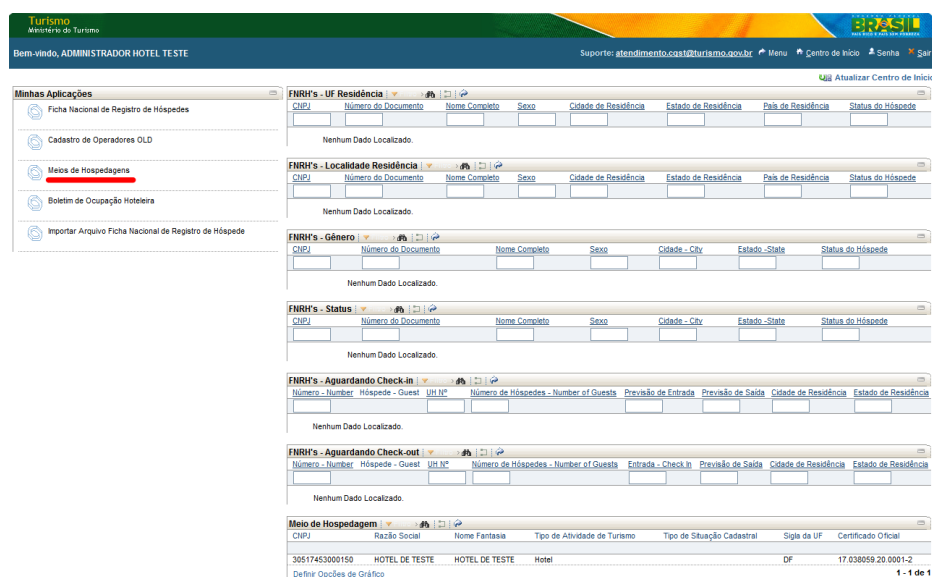 Turismo
Ministério do Turismo
BRASIL
Bem-vindo, ADMINISTRADOR HOTEL TESTE
Suporte: atendimento.cgst@turismo.gov.br Menu Centro de Início Senha Sair
Atualizar Centro de Início
Minhas Aplicações
Ficha Nacional de Registro de Hóspedes
Cadastro de Operadores OLD
Meios de Hospedagens
Boletim de Ocupação Hoteleira
Importar Arquivo Ficha Nacional de Registro de Hóspede
FNRH's - UF Residência
CNPJ Número do Documento Nome Completo Sexo Cidade de Residência Estado de Residência País de Residência Status do Hóspede
Nenhum Dado Localizado.
FNRH's - Localidade Residência
CNPJ Número do Documento Nome Completo Sexo Cidade de Residência Estado de Residência País de Residência Status do Hóspede
Nenhum Dado Localizado.
FNRH's - Gênero
CNPJ Número do Documento Nome Completo Sexo Cidade - City Estado -State Status do Hóspede
Nenhum Dado Localizado.
FNRH's - Status
CNPJ Número do Documento Nome Completo Sexo Cidade - City Estado -State Status do Hóspede
Nenhum Dado Localizado.
FNRH's - Aguardando Check-in
Número - Number Hóspede - Guest UH Nº Número de Hóspedes - Number of Guests Previsão de Entrada Previsão de Saída Cidade de Residência Estado de Residência
Nenhum Dado Localizado.
FNRH's - Aguardando Check-out
Número - Number Hóspede - Guest UH Nº Número de Hóspedes - Number of Guests Entrada - Check In Previsão de Saída Cidade de Residência Estado de Residência
Nenhum Dado Localizado.
Meio de Hospedagem
CNPJ Razão Social Nome Fantasia Tipo de Atividade de Turismo Tipo de Situação Cadastral Sigla da UF Certificado Oficial
30517453000150 HOTEL DE TESTE HOTEL DE TESTE Hotel DF 17.038059.20.0001-2
Definir Opções de Gráfico 1 - 1 de 1